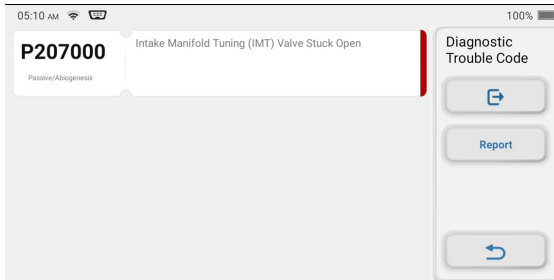 05:10 AM
100%
P207000
Passive/Abiogenesis
Intake Manifold Tuning (IMT) Valve Stuck Open
Diagnostic
Trouble Code
Report